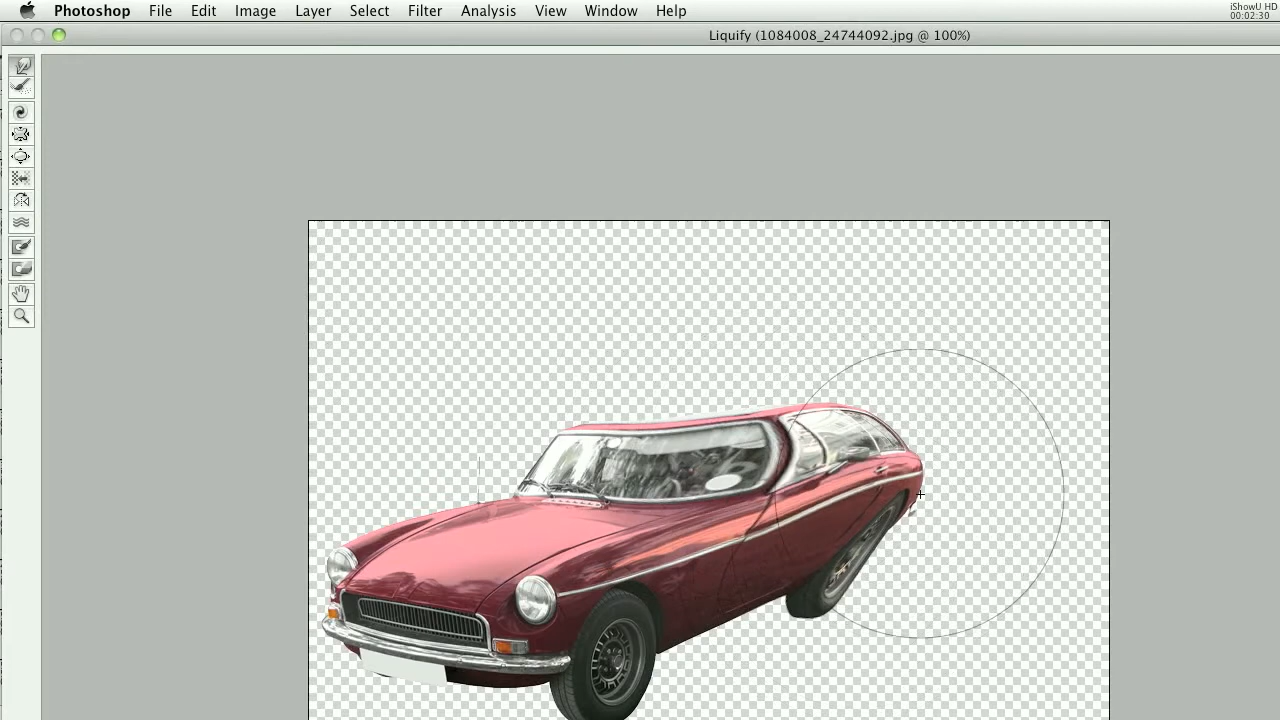 Photoshop File Edit Image Layer Select Filter Analysis View Window Help
iShowU HD
00:02:30
Liquify (1084008_24744092.jpg @ 100%)